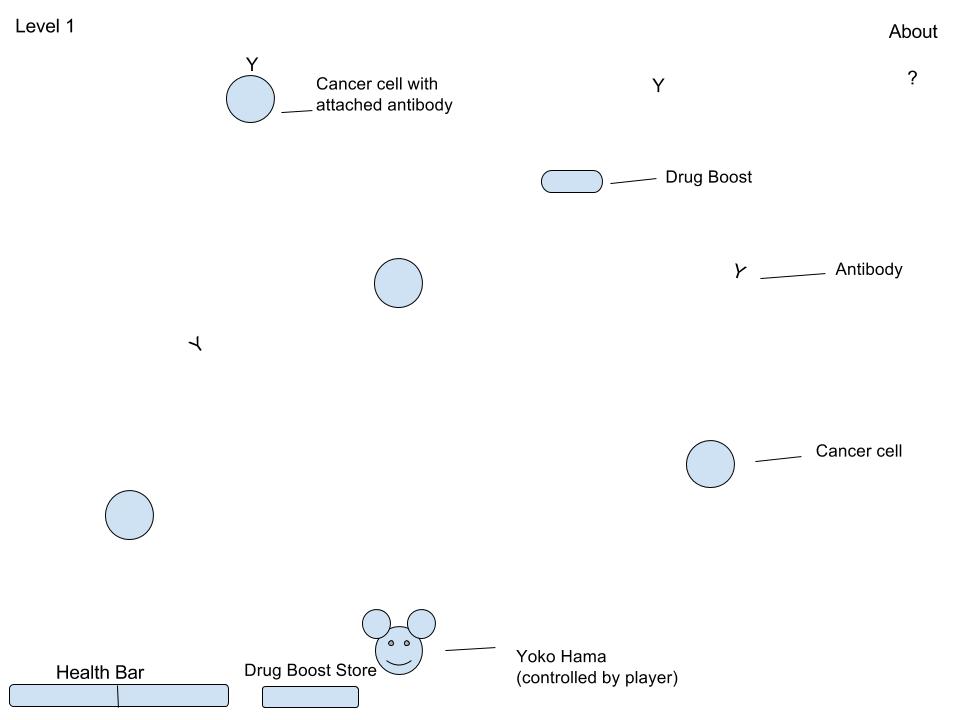 Level 1
About
Y
Cancer cell with
attached antibody
Y
?
Drug Boost
Y
Antibody
Y
Cancer cell
Yoko Hama
(controlled by player)
Health Bar
Drug Boost Store